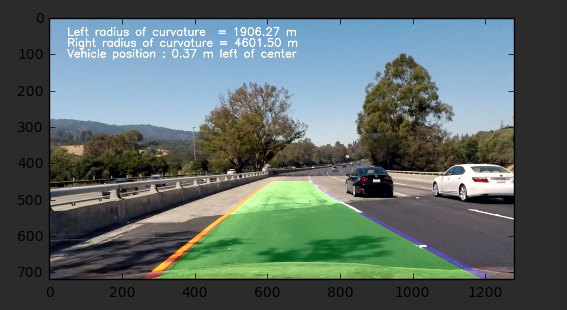 Left radius of curvature  = 1906.27 m
Right radius of curvature = 4601.50 m
Vehicle position : 0.37 m left of center
0
100
200
300
400
500
600
700
0 200 400 600 800 1000 1200